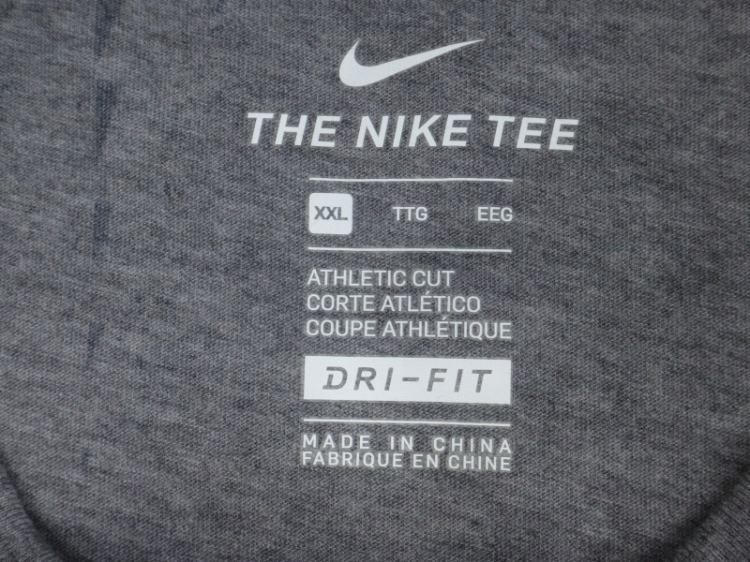 THE NIKE TEE
XXL TTG EEG
ATHLETIC CUT
CORTE ATLÉTICO
COUPE ATHLÉTIQUE
DRI-FIT
MADE IN CHINA
FABRIQUE EN CHINE